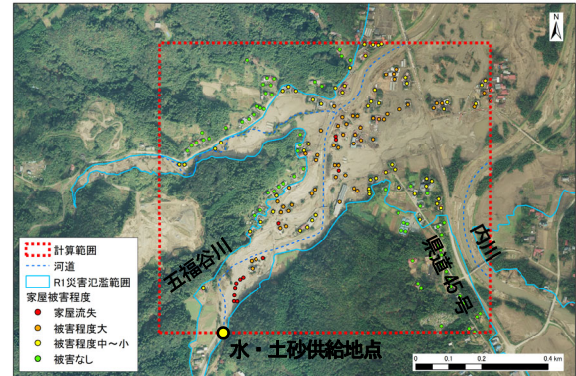 N
五福谷川
県道45号
内川
水・土砂供給地点
計算範囲
河道
R1災害氾濫範囲
家屋被害程度
家屋流失
被害程度大
被害程度中～小
被害なし
0 0.1 0.2 0.4 km